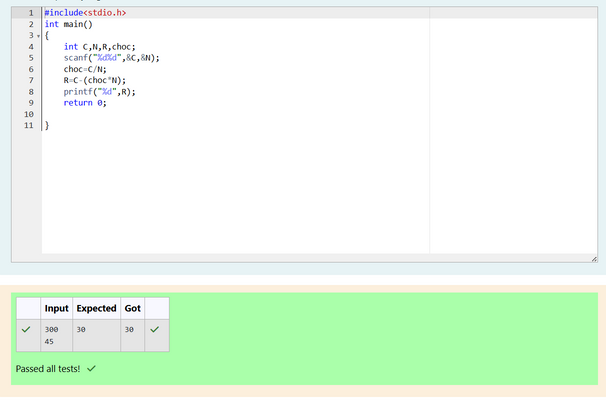 1 #include<stdio.h>
2 int main()
3 {
4 int C,N,R,choc;
5 scanf("%d%d",&C,&N);
6 choc=C/N;
7 R=C-(choc*N);
8 printf("%d",R);
9 return 0;
10
11 }
Input Expected Got
300 30 30
45
Passed all tests!